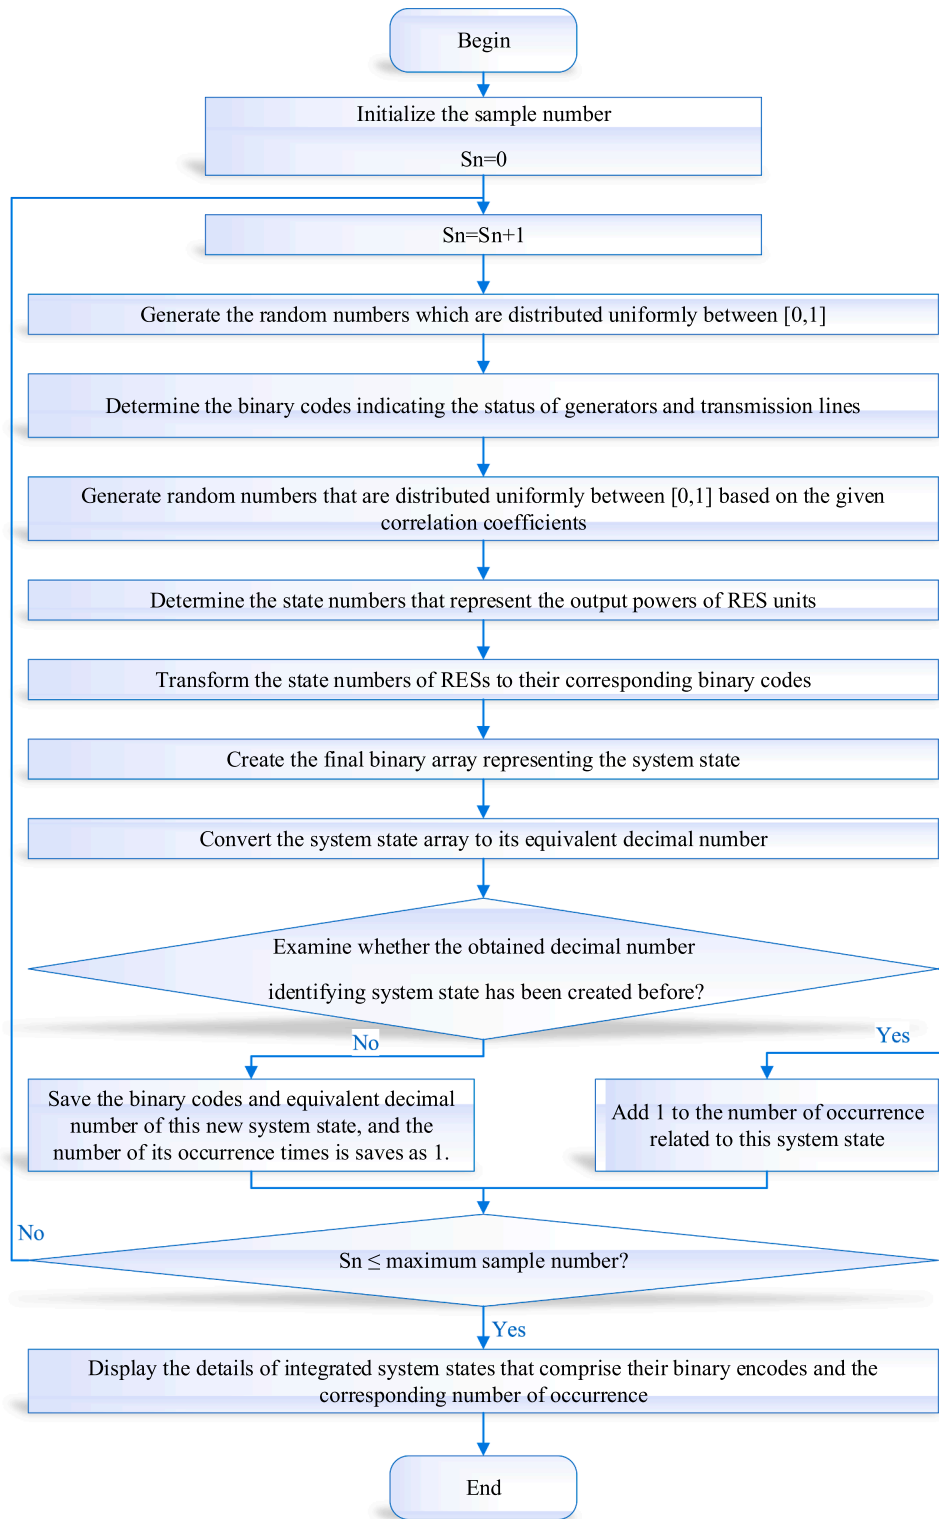 Begin
Initialize the sample number
Sn=0
Sn=Sn+1
Generate the random numbers which are distributed uniformly between [0,1]
Determine the binary codes indicating the status of generators and transmission lines
Generate random numbers that are distributed uniformly between [0,1] based on the given
correlation coefficients
Determine the state numbers that represent the output powers of RES units
Transform the state numbers of RESs to their corresponding binary codes
Create the final binary array representing the system state
Convert the system state array to its equivalent decimal number
Examine whether the obtained decimal number
identifying system state has been created before?
No
Yes
Save the binary codes and equivalent decimal
number of this new system state, and the
number of its occurrence times is saves as 1.
Add 1 to the number of occurrence
related to this system state
No
Sn ≤ maximum sample number?
Yes
Display the details of integrated system states that comprise their binary encodes and the
corresponding number of occurrence
End